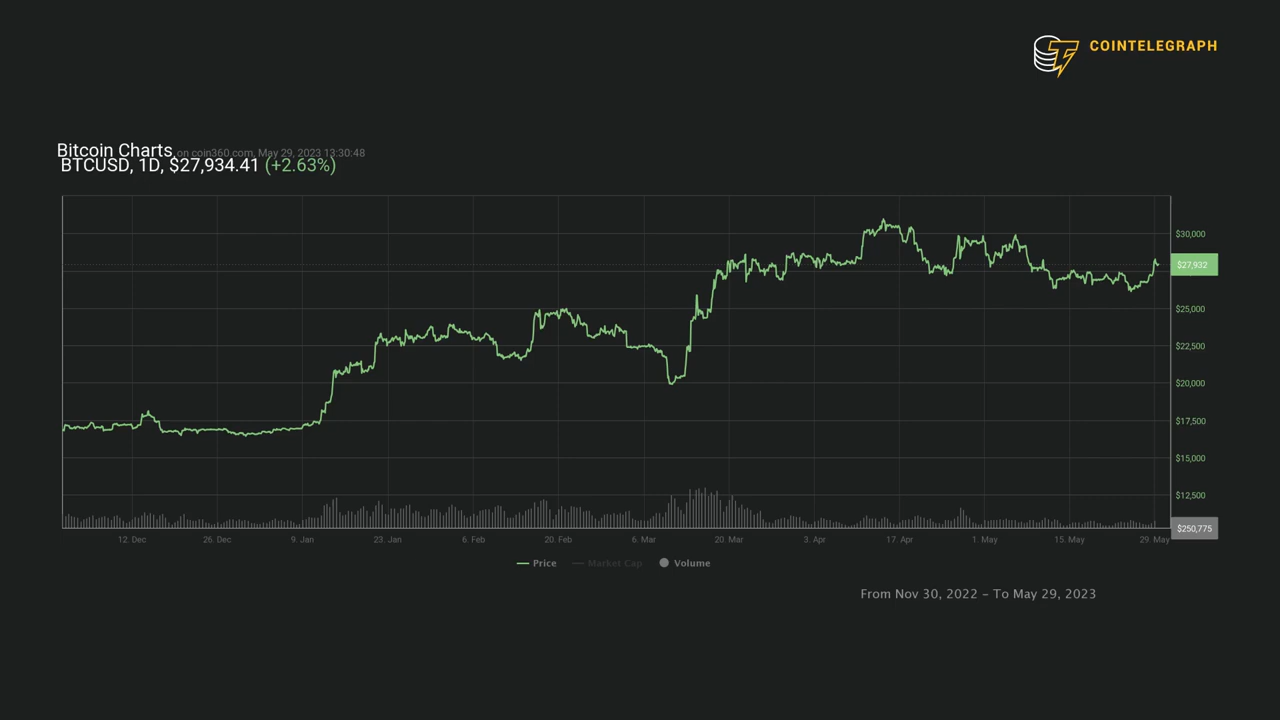 COINTELEGRAPH
Bitcoin Charts on coin360.com, May 29, 2023 13:30:48
BTCUSD, 1D, $27,934.41 (+2.63%)
$30,000
$27,932
$25,000
$22,500
$20,000
$17,500
$15,000
$12,500
$250,775
12. Dec 26. Dec 9. Jan 23. Jan 6. Feb 20. Feb 6. Mar 20. Mar 3. Apr 17. Apr 1. May 15. May 29. May
Price Market Cap Volume
From Nov 30, 2022 – To May 29, 2023